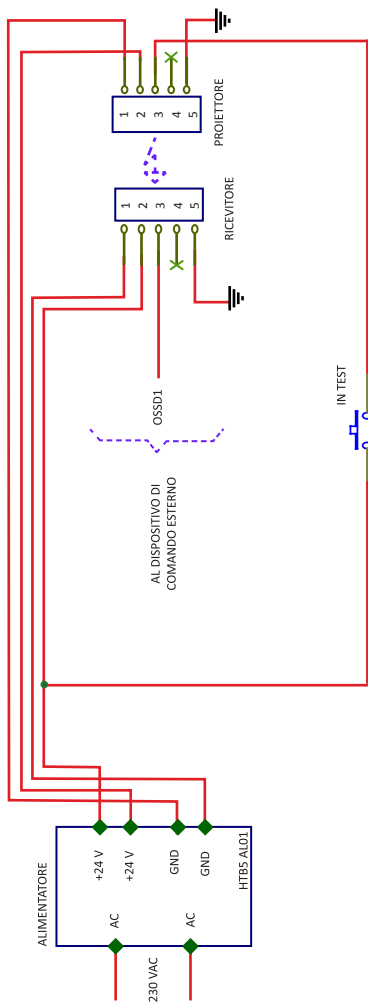 PROIETTORE
1 2 3 4 5
RICEVITORE
1 2 3 4 5
OSSD1
AL DISPOSITIVO DI
COMANDO ESTERNO
IN TEST
ALIMENTATORE
+24 V
+24 V
GND
GND
HTB5 AL01
AC
AC
230 VAC